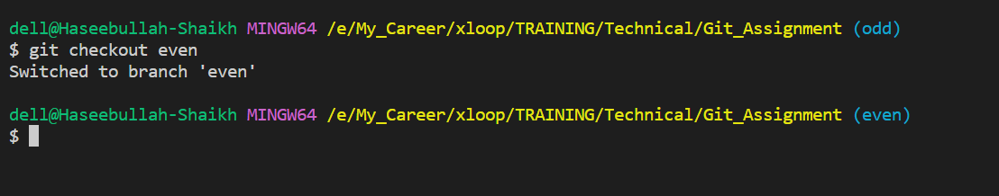 dell@Haseebullah-Shaikh MINGW64 /e/My_Career/xloop/TRAINING/Technical/Git_Assignment (odd)
$ git checkout even
Switched to branch 'even'
dell@Haseebullah-Shaikh MINGW64 /e/My_Career/xloop/TRAINING/Technical/Git_Assignment (even)
$